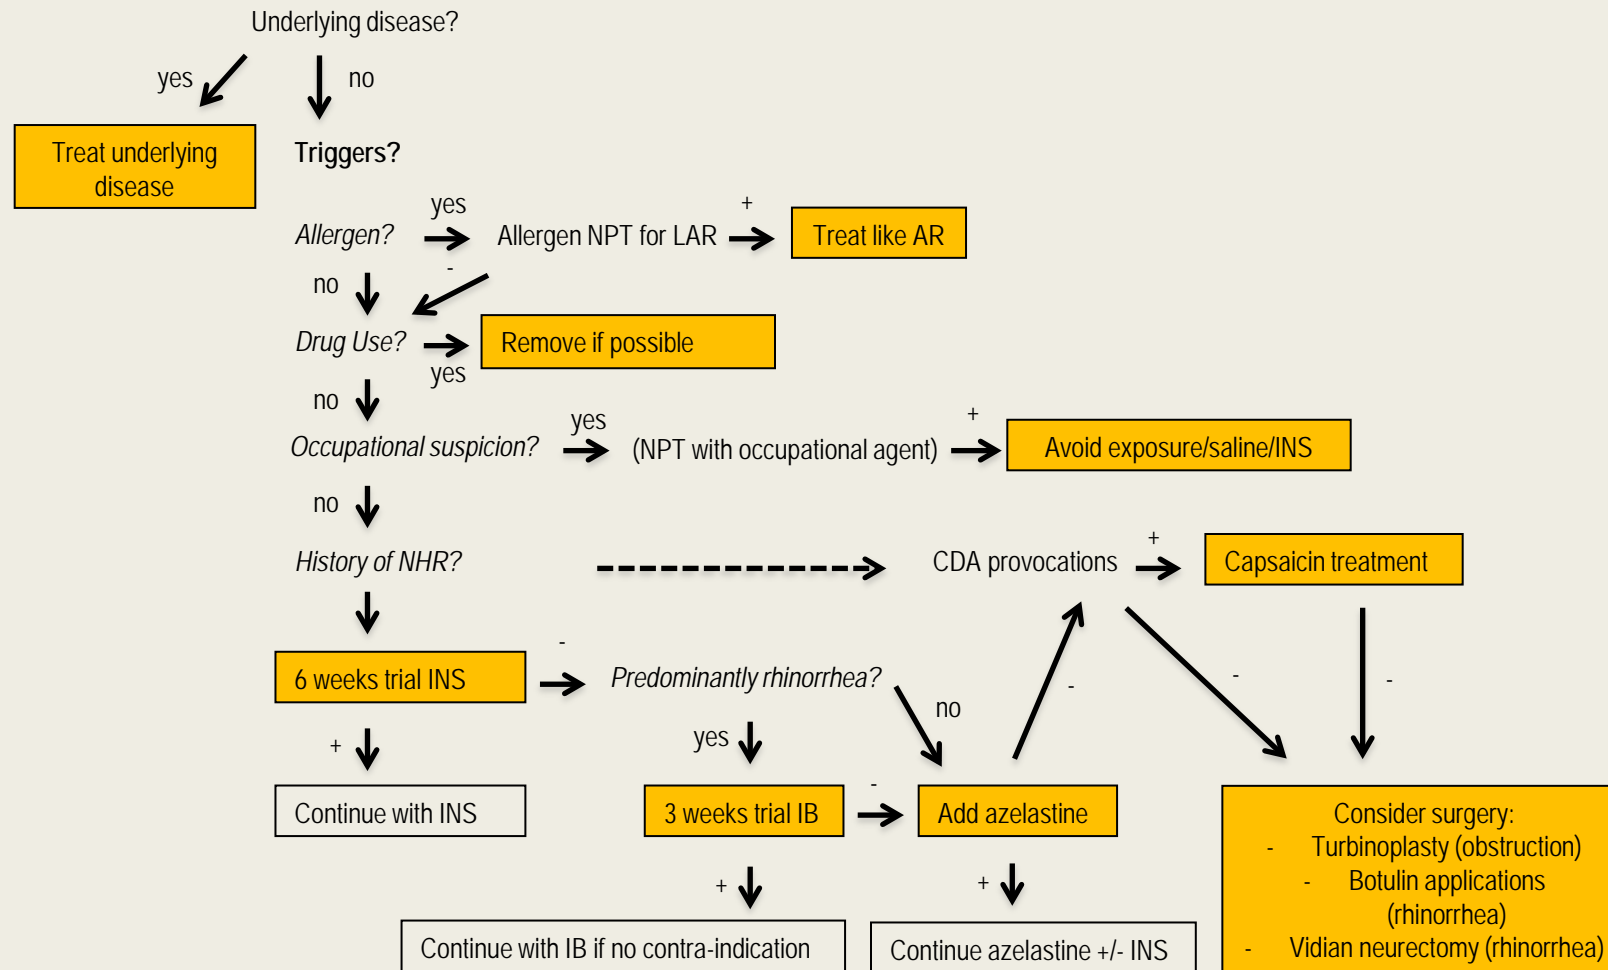 Underlying disease?
yes
no
Treat underlying
disease
Triggers?
yes
+
Allergen?
Allergen NPT for LAR
Treat like AR
-
no
Drug Use?
Remove if possible
yes
no
yes
+
Occupational suspicion?
(NPT with occupational agent)
Avoid exposure/saline/INS
no
History of NHR?
CDA provocations
+
Capsaicin treatment
-
6 weeks trial INS
Predominantly rhinorrhea?
-
-
-
no
yes
+
Continue with INS
3 weeks trial IB
-
Add azelastine
Consider surgery:
- Turbinoplasty (obstruction)
- Botulin applications
(rhinorrhea)
- Vidian neurectomy (rhinorrhea)
+
+
Continue with IB if no contra-indication
Continue azelastine +/- INS